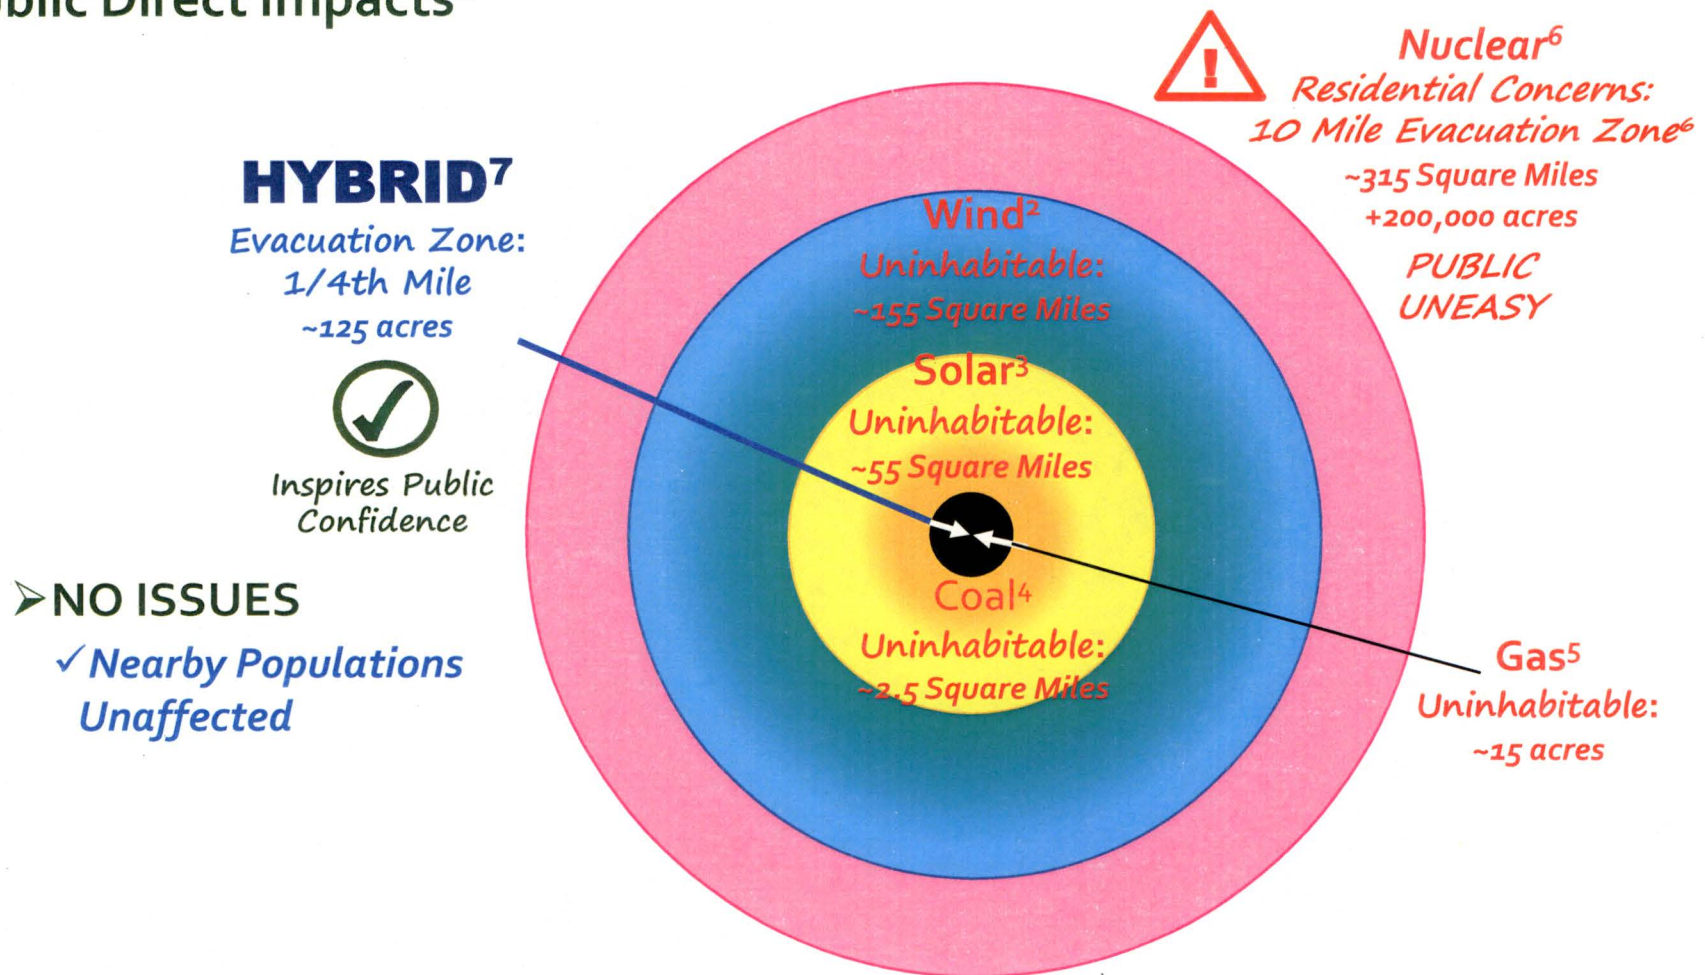 Public Direct Impacts
HYBRID⁷
Evacuation Zone:
1/4th Mile
~125 acres
Inspires Public
Confidence
➢NO ISSUES
✓Nearby Populations
Unaffected
Nuclear⁶
Residential Concerns:
10 Mile Evacuation Zone⁶
~315 Square Miles
+200,000 acres
PUBLIC
UNEASY
Wind²
Uninhabitable:
~155 Square Miles
Solar³
Uninhabitable:
~55 Square Miles
Coal⁴
Uninhabitable:
~2.5 Square Miles
Gas⁵
Uninhabitable:
~15 acres